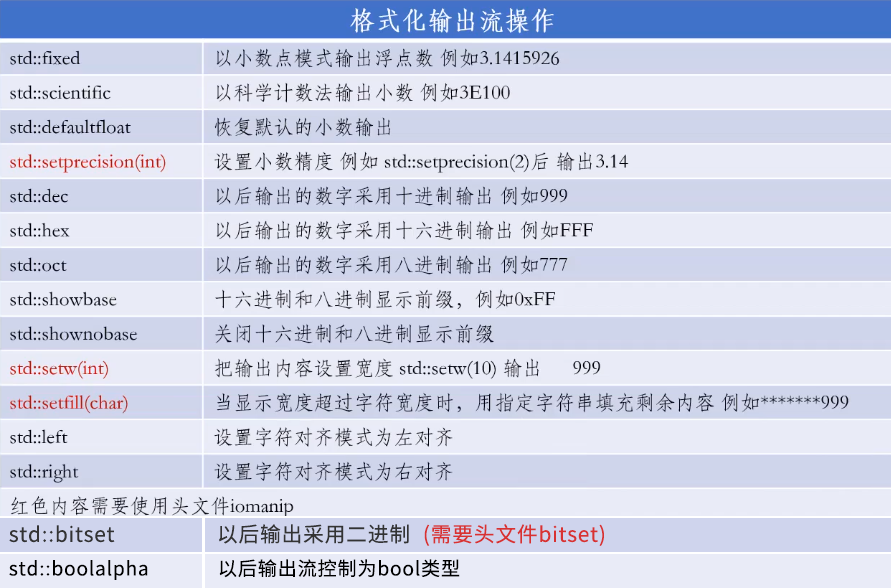 格式化输出流操作
std::fixed 以小数点模式输出浮点数 例如3.1415926
std::scientific 以科学计数法输出小数 例如3E100
std::defaultfloat 恢复默认的小数输出
std::setprecision(int) 设置小数精度 例如 std::setprecision(2)后 输出3.14
std::dec 以后输出的数字采用十进制输出 例如999
std::hex 以后输出的数字采用十六进制输出 例如FFF
std::oct 以后输出的数字采用八进制输出 例如777
std::showbase 十六进制和八进制显示前缀，例如0xFF
std::shownobase 关闭十六进制和八进制显示前缀
std::setw(int) 把输出内容设置宽度 std::setw(10) 输出 999
std::setfill(char) 当显示宽度超过字符宽度时，用指定字符串填充剩余内容 例如*******999
std::left 设置字符对齐模式为左对齐
std::right 设置字符对齐模式为右对齐
红色内容需要使用头文件iomanip
std::bitset 以后输出采用二进制 (需要头文件bitset)
std::boolalpha 以后输出流控制为bool类型